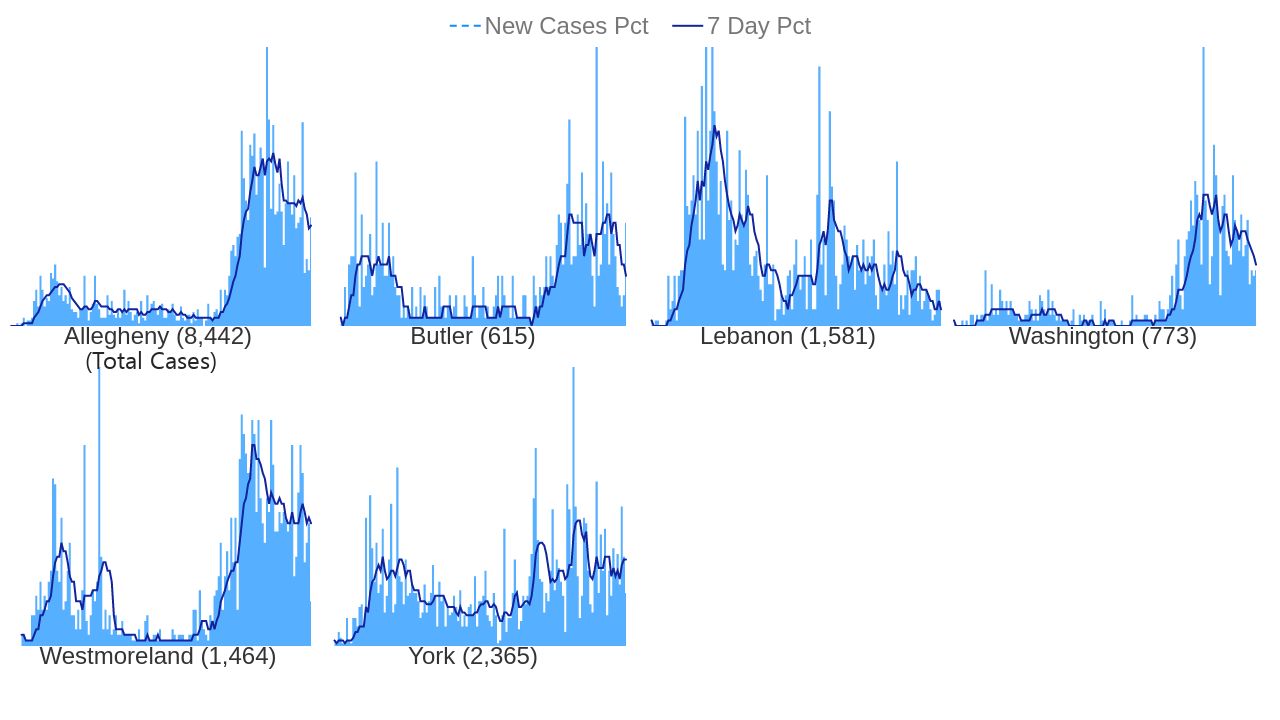 New Cases Pct 7 Day Pct
Allegheny (8,442) Butler (615) Lebanon (1,581) Washington (773)
(Total Cases)
Westmoreland (1,464) York (2,365)